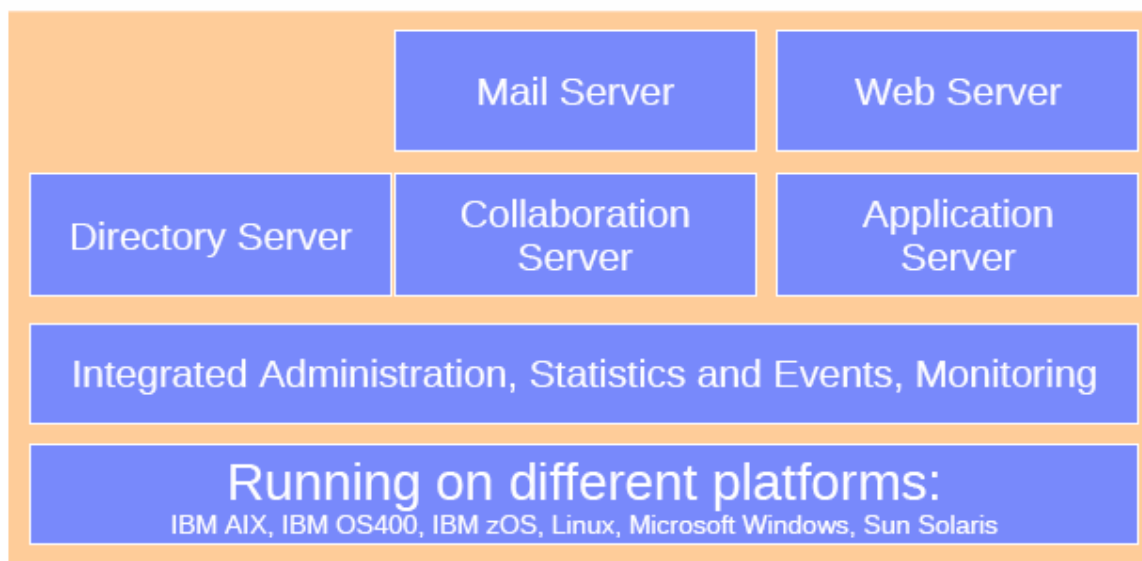 Mail Server
Web Server
Directory Server
Collaboration
Server
Application
Server
Integrated Administration, Statistics and Events, Monitoring
Running on different platforms:
IBM AIX, IBM OS400, IBM zOS, Linux, Microsoft Windows, Sun Solaris